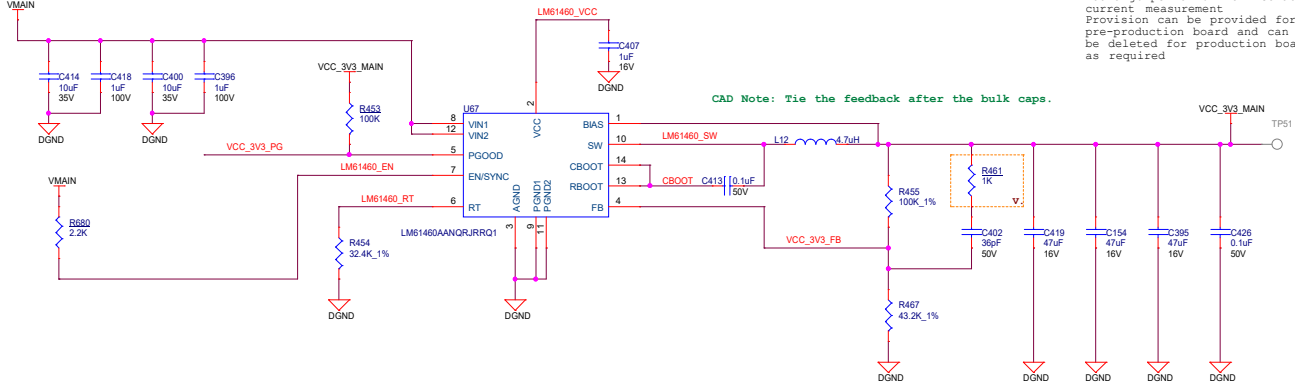 VMAIN
C414
10uF
35V
C418
1uF
100V
C400
10uF
35V
C396
1uF
100V
DGND
DGND
VCC_3V3_MAIN
R453
100K
VCC_3V3_PG
LM61460_EN
LM61460_RT
VMAIN
R680
2.2K
R454
32.4K_1%
DGND
LM61460_VCC
C407
1uF
16V
DGND
U67
2
VCC
8
VIN1
12
VIN2
5
PGOOD
7
EN/SYNC
6
RT
BIAS
1
SW
10
CBOOT
14
RBOOT
13
FB
4
AGND
PGND1
PGND2
3
9
11
LM61460AANQRJRRQ1
DGND
current measurement
Provision can be provided for
pre-production board and can
be deleted for production boa
as required
CAD Note: Tie the feedback after the bulk caps.
LM61460_SW
L12
4.7uH
CBOOT
C413
0.1uF
50V
VCC_3V3_FB
R455
100K_1%
R461
1K
V.
C402
36pF
50V
R467
43.2K_1%
DGND
C419
47uF
16V
C154
47uF
16V
C395
47uF
16V
C426
0.1uF
50V
DGND
DGND
DGND
DGND
VCC_3V3_MAIN
TP51